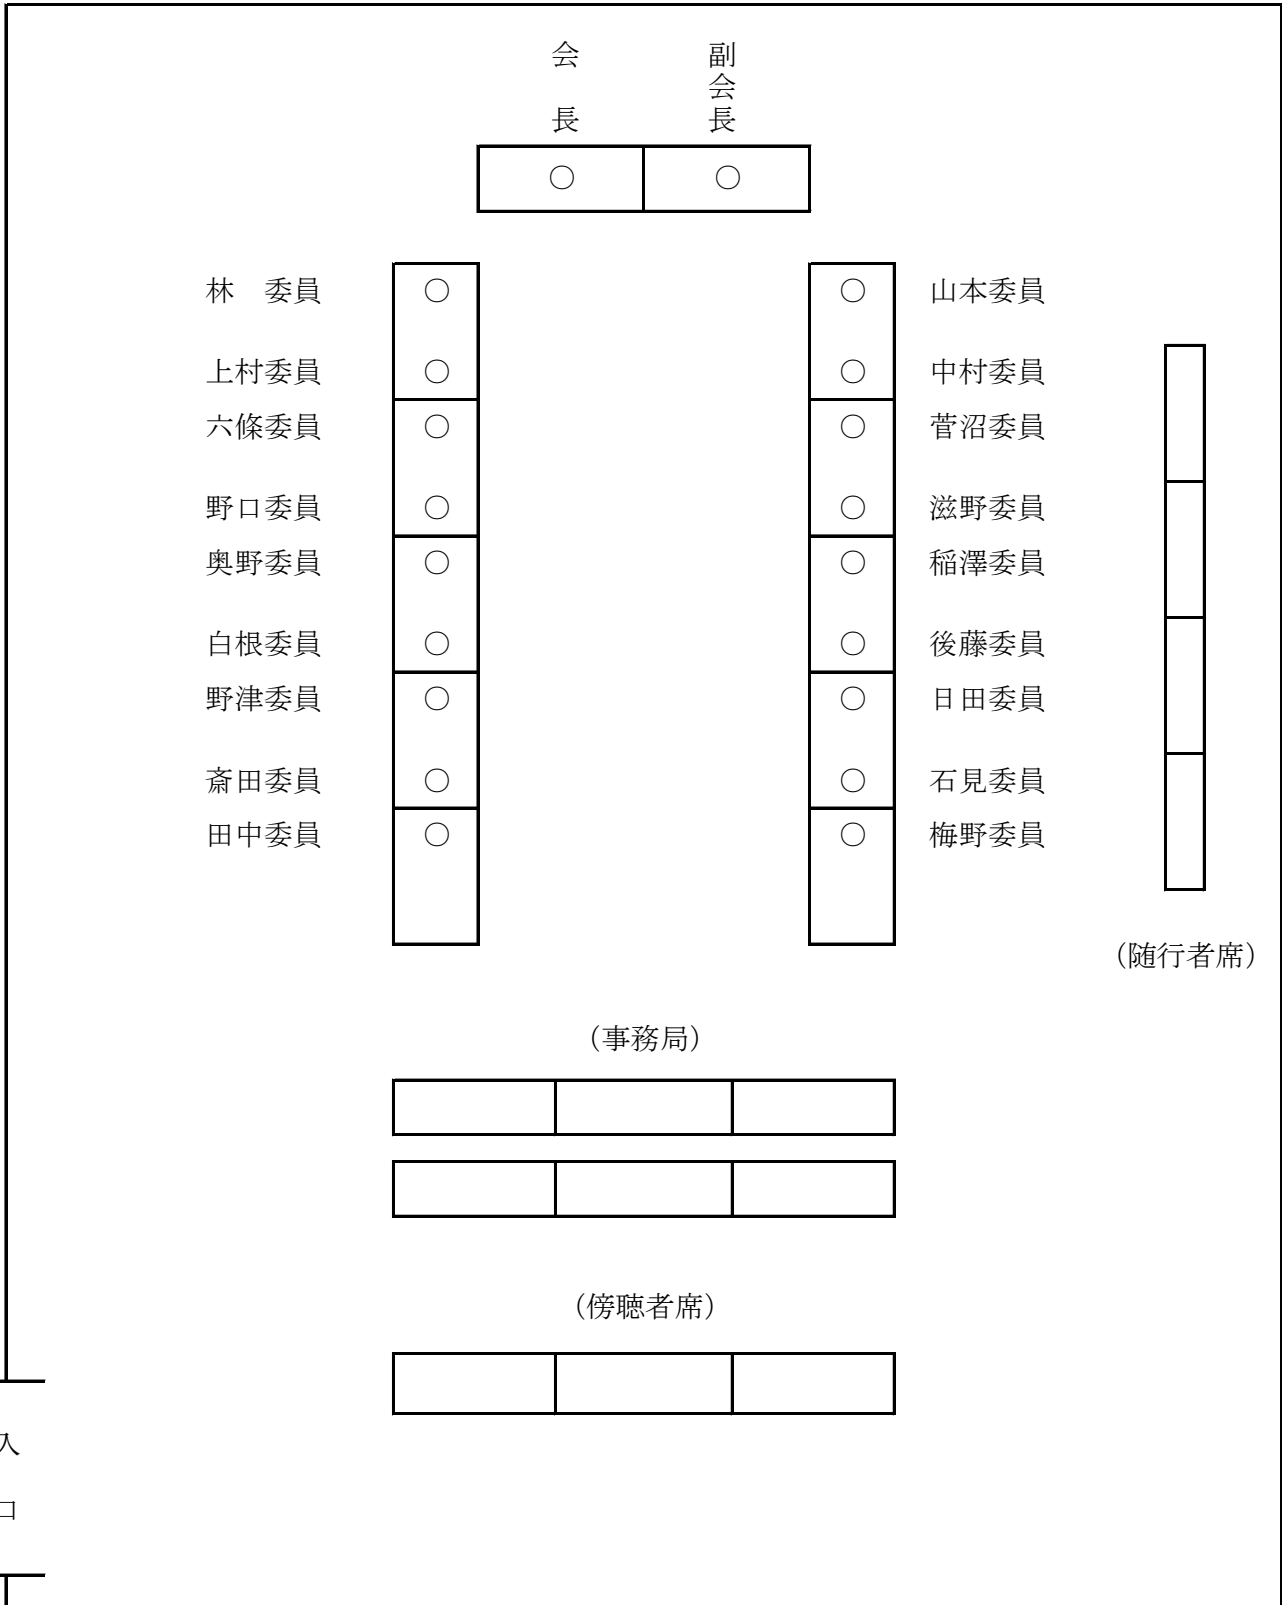 会長
副会長
○ ○
林　委員 ○ ○ 山本委員
上村委員 ○ ○ 中村委員
六條委員 ○ ○ 菅沼委員
野口委員 ○ ○ 滋野委員
奥野委員 ○ ○ 稲澤委員
白根委員 ○ ○ 後藤委員
野津委員 ○ ○ 日田委員
斎田委員 ○ ○ 石見委員
田中委員 ○ ○ 梅野委員
（随行者席）
（事務局）
（傍聴者席）
入口